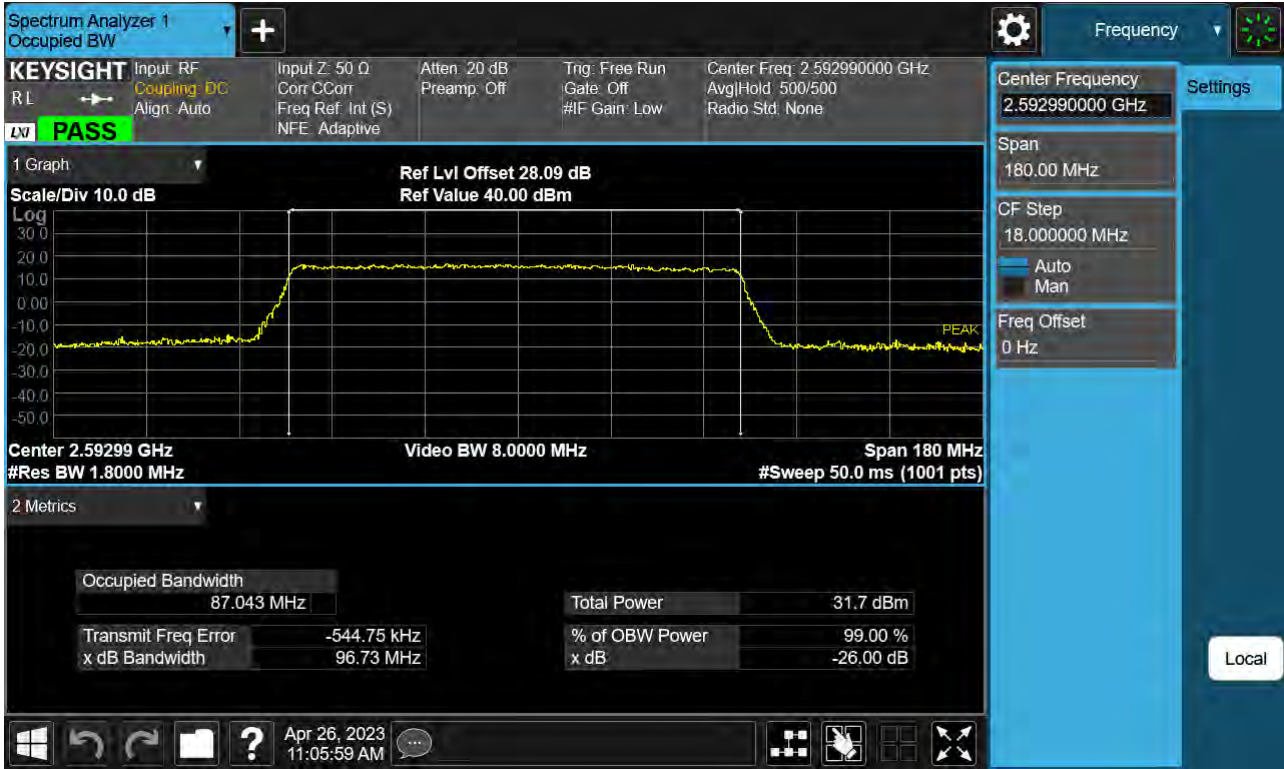 Spectrum Analyzer 1
Occupied BW
Frequency
KEYSIGHT
R L
LXI PASS
Input: RF
Coupling: DC
Align: Auto
Input Z: 50 Ω
Corr CCorr
Freq Ref: Int (S)
NFE: Adaptive
Atten: 20 dB
Preamp: Off
Trig: Free Run
Gate: Off
#IF Gain: Low
Center Freq: 2.592990000 GHz
Avg|Hold: 500/500
Radio Std: None
Center Frequency
2.592990000 GHz
Settings
Span
180.00 MHz
CF Step
18.000000 MHz
Auto
Man
Freq Offset
0 Hz
Local
1 Graph
Scale/Div 10.0 dB
Ref Lvl Offset 28.09 dB
Ref Value 40.00 dBm
Log
30.0
20.0
10.0
0.00
-10.0
-20.0
-30.0
-40.0
-50.0
PEAK
Center 2.59299 GHz
#Res BW 1.8000 MHz
Video BW 8.0000 MHz
Span 180 MHz
#Sweep 50.0 ms (1001 pts)
2 Metrics
Occupied Bandwidth
87.043 MHz
Total Power 31.7 dBm
Transmit Freq Error -544.75 kHz
% of OBW Power 99.00 %
x dB Bandwidth 96.73 MHz
x dB -26.00 dB
?
Apr 26, 2023
11:05:59 AM